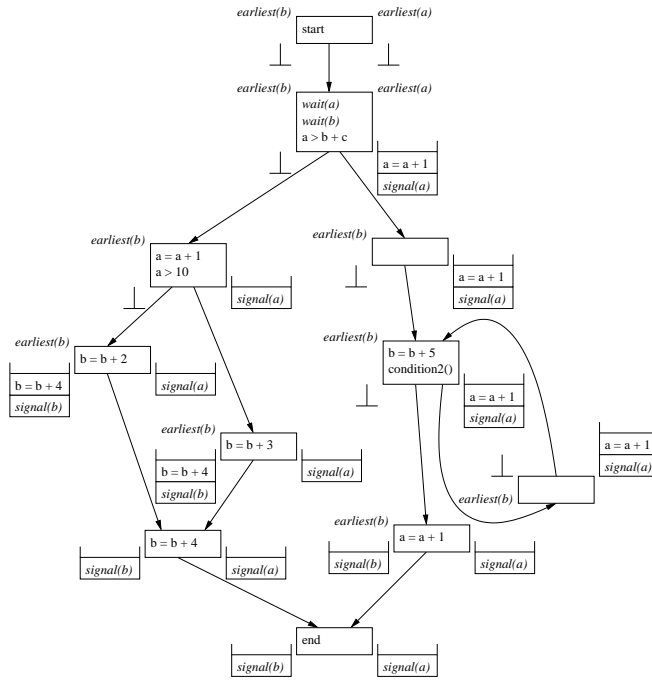 earliest(b)
earliest(a)
start
earliest(b)
earliest(a)
wait(a)
wait(b)
a > b + c
a = a + 1
signal(a)
earliest(b)
a = a + 1
a > 10
signal(a)
earliest(b)
a = a + 1
signal(a)
earliest(b)
b = b + 2
b = b + 4
signal(b)
signal(a)
earliest(b)
b = b + 5
condition2()
a = a + 1
signal(a)
earliest(b)
b = b + 3
b = b + 4
signal(b)
signal(a)
a = a + 1
signal(a)
earliest(b)
b = b + 4
signal(b)
signal(a)
earliest(b)
a = a + 1
signal(b)
signal(a)
end
signal(b)
signal(a)